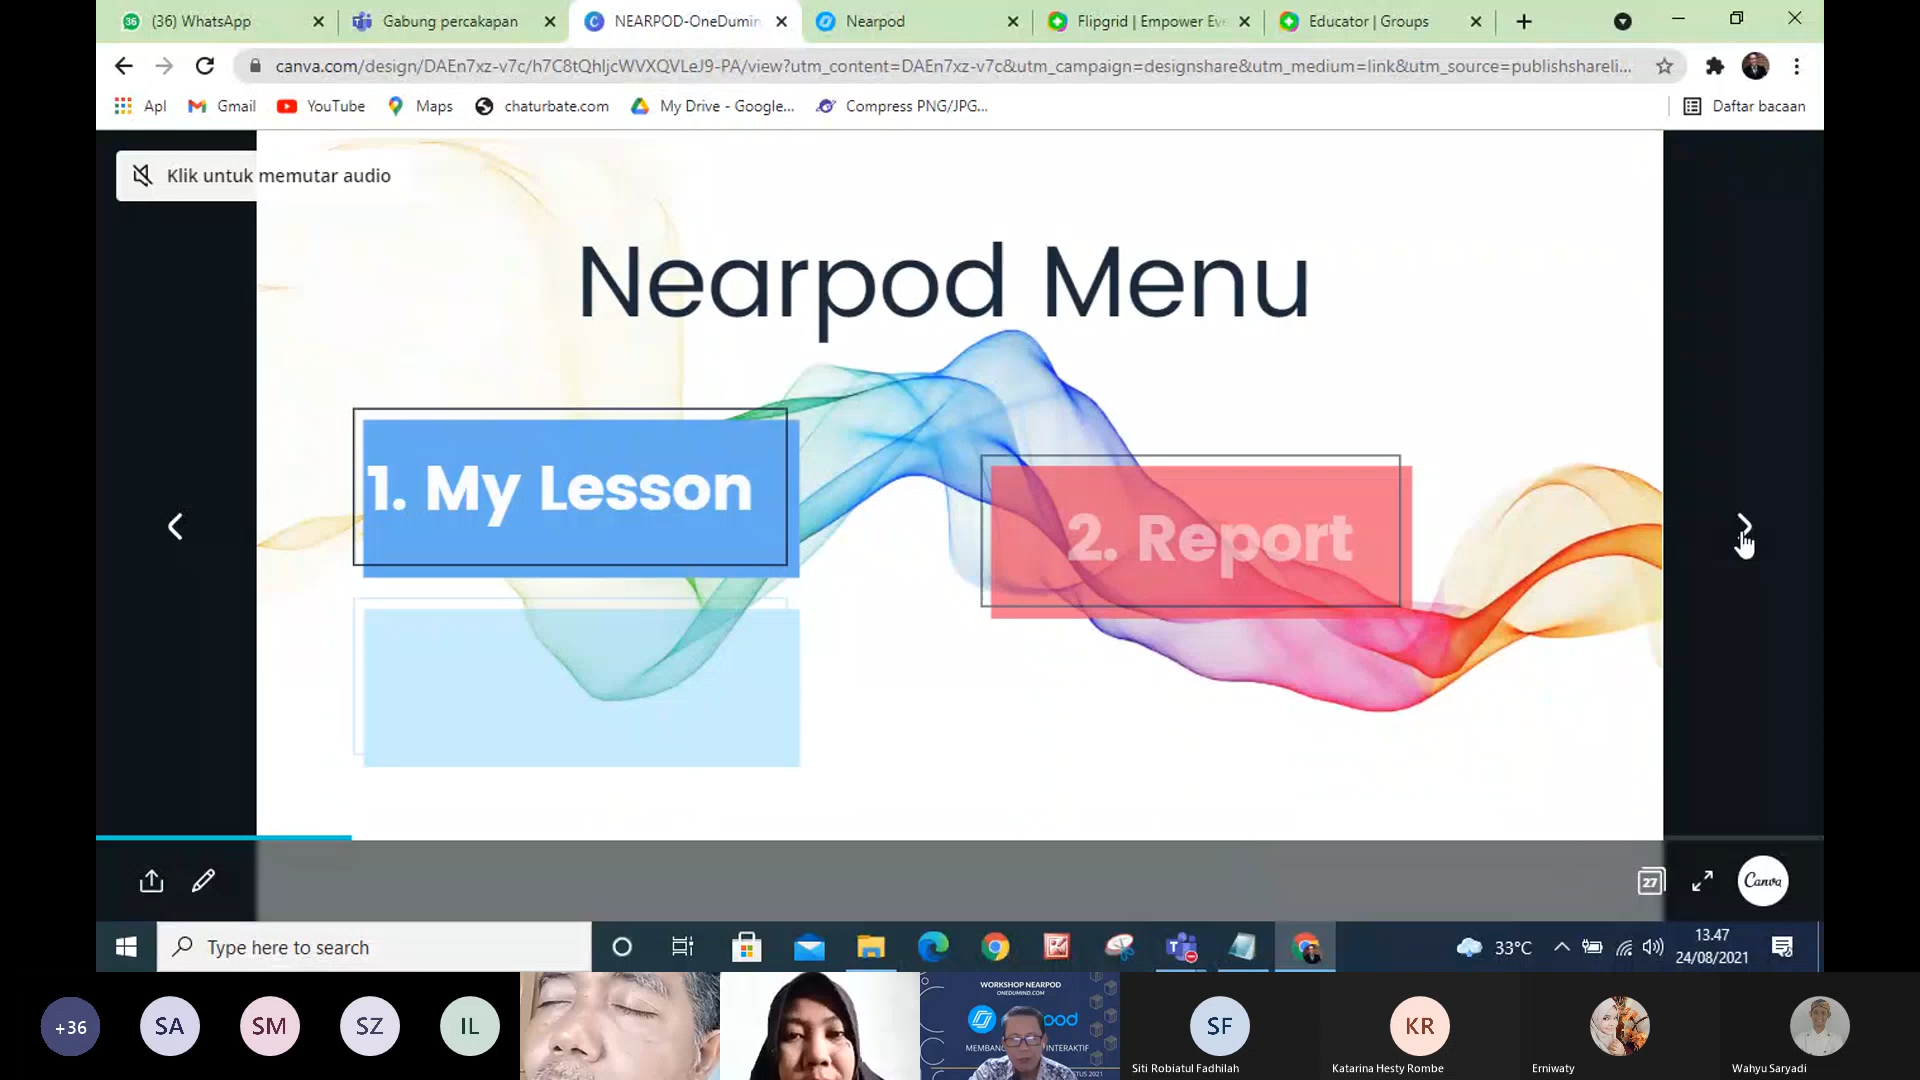 (36) WhatsApp
Gabung percakapan
NEARPOD-OneDumin
Nearpod
Flipgrid | Empower Eve
Educator | Groups
canva.com/design/DAEn7xz-v7c/h7C8tQhljcWVXQVLeJ9-PA/view?utm_content=DAEn7xz-v7c&utm_campaign=designshare&utm_medium=link&utm_source=publishshareli...
Apl
Gmail
YouTube
Maps
chaturbate.com
My Drive - Google...
Compress PNG/JPG...
Daftar bacaan
Klik untuk memutar audio
Nearpod Menu
1. My Lesson
2. Report
27
Canva
Type here to search
33°C
13.47
24/08/2021
+36
SA
SM
SZ
IL
WORKSHOP NEARPOD
ONEDUMIND.COM
SF
Siti Robiatul Fadhilah
KR
Katarina Hesty Rombe
Erniwaty
Wahyu Saryadi